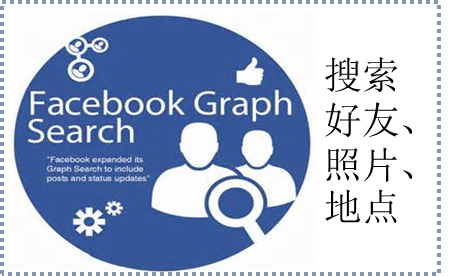 Facebook Graph
Search
"Facebook expanded its
Graph Search to include
posts and status updates"
搜索
好友、
照片、
地点